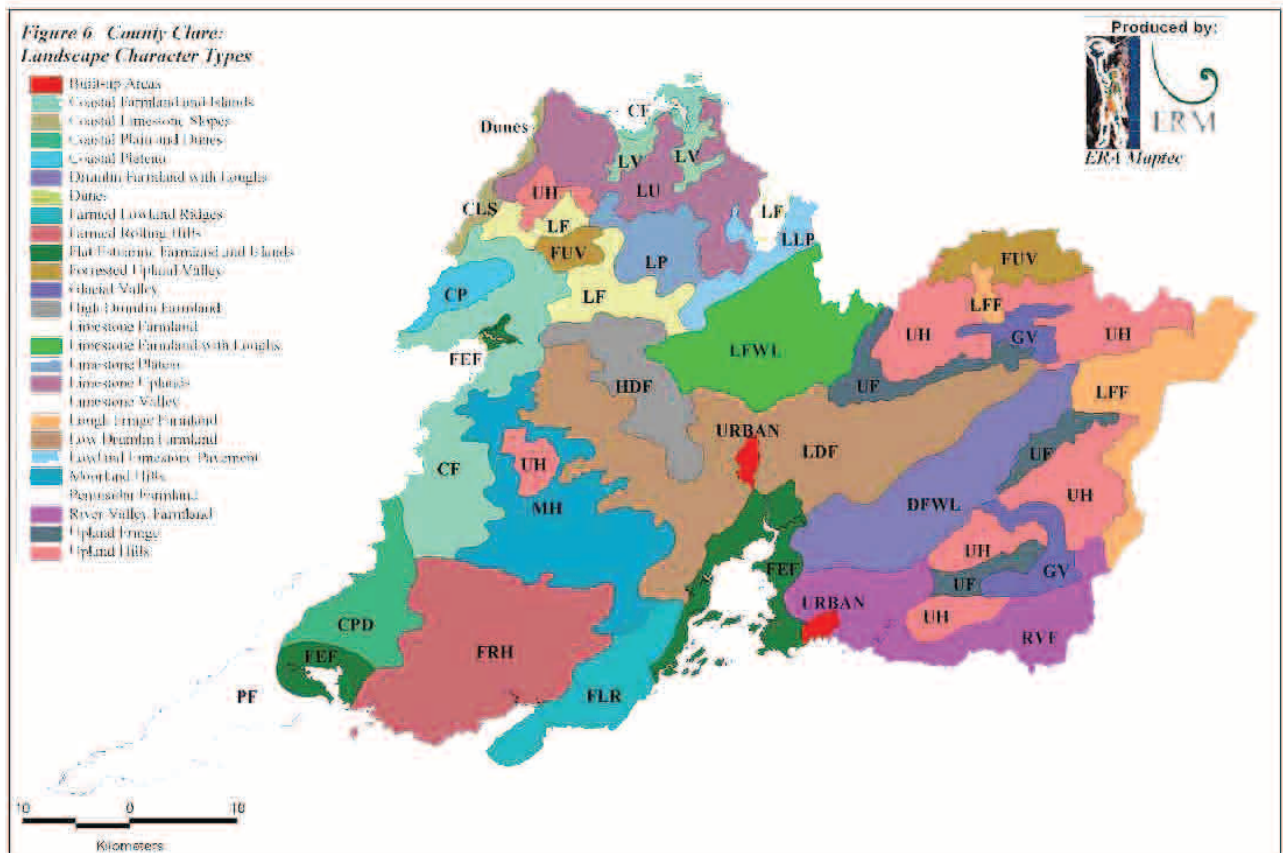 Figure 6 County Clare:
Landscape Character Types
Built-up Areas
Coastal Farmland and Islands
Coastal Limestone Slopes
Coastal Plain and Dunes
Coastal Plateau
Drumlin Farmland with Loughs
Dunes
Farmed Lowland Ridges
Farmed Rolling Hills
Flat Estuarine Farmland and Islands
Forrested Upland Valley
Glacial Valley
High Drumlin Farmland
Limestone Farmland
Limestone Farmland with Loughs
Limestone Plateau
Limestone Uplands
Limestone Valley
Lough Fringe Farmland
Low Drumlin Farmland
Lowland Limestone Pavement
Moorland Hills
Peninsular Farmland
River Valley Farmland
Upland Fringe
Upland Hills
Produced by:
ERM
ERA Maptec
CF
Dunes
LV
LV
UH
LU
CLS
LF
LF
LLP
FUV
LP
FUV
CP
LF
LFF
UH
GV
UH
FEF
LFWL
HDF
UF
LFF
URBAN
CF
UH
LDF
UF
MH
DFWL
UH
UH
FEF
GV
UF
URBAN
UH
CPD
RVF
FEF
FRH
PF
FLR
10
0
10
Kilometers